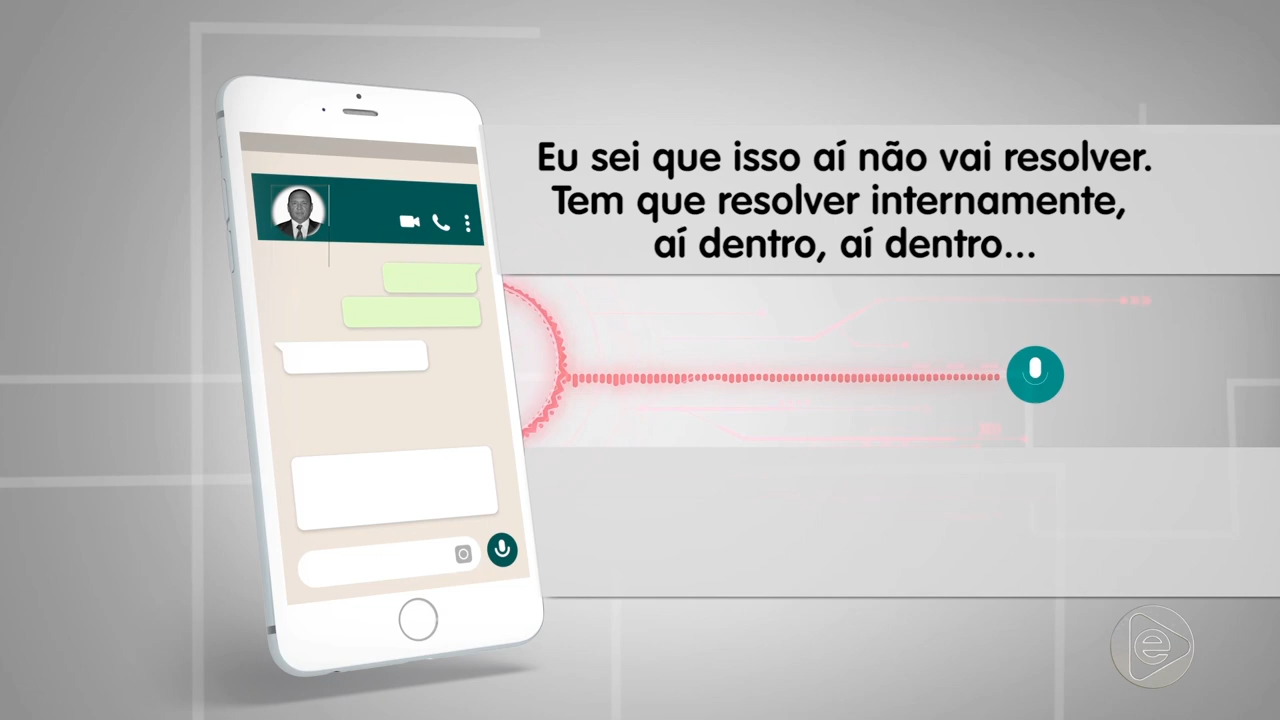 Eu sei que isso aí não vai resolver.
Tem que resolver internamente,
aí dentro, aí dentro...
e